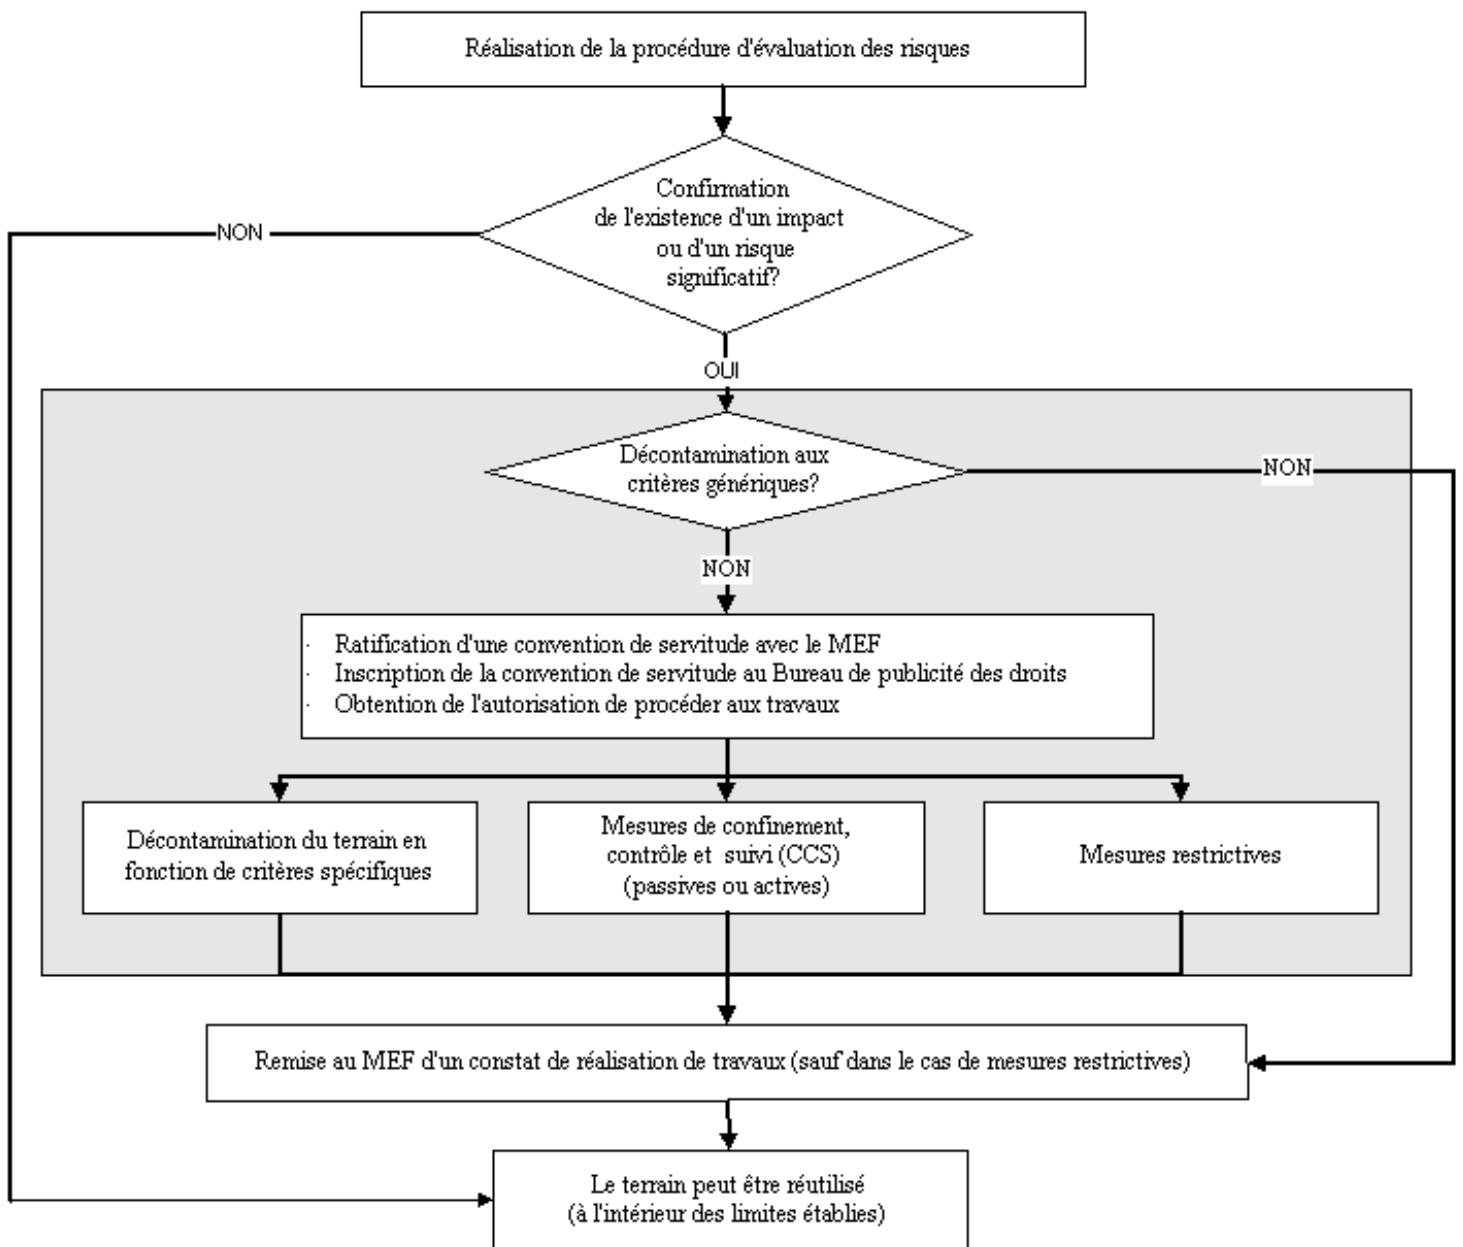 Réalisation de la procédure d'évaluation des risques
Confirmation
de l'existence d'un impact
ou d'un risque
significatif?
NON
OUI
Décontamination aux
critères génériques?
NON
NON
· Ratification d'une convention de servitude avec le MEF
· Inscription de la convention de servitude au Bureau de publicité des droits
· Obtention de l'autorisation de procéder aux travaux
Décontamination du terrain en
fonction de critères spécifiques
Mesures de confinement,
contrôle et suivi (CCS)
(passives ou actives)
Mesures restrictives
Remise au MEF d'un constat de réalisation de travaux (sauf dans le cas de mesures restrictives)
Le terrain peut être réutilisé
(à l'intérieur des limites établies)